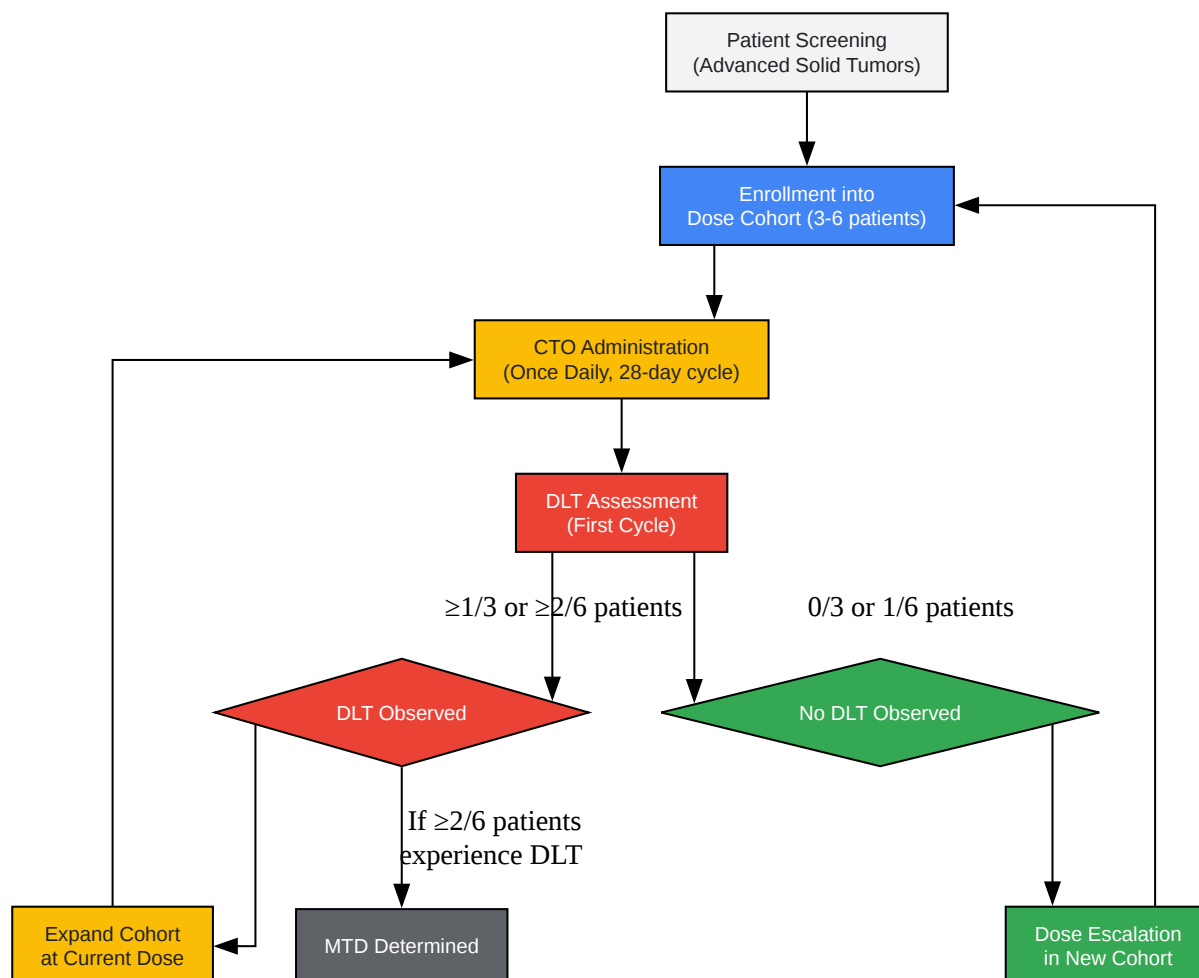 Patient Screening
(Advanced Solid Tumors)
Enrollment into
Dose Cohort (3-6 patients)
CTO Administration
(Once Daily, 28-day cycle)
DLT Assessment
(First Cycle)
≥1/3 or ≥2/6 patients
0/3 or 1/6 patients
DLT Observed
No DLT Observed
If ≥2/6 patients
experience DLT
Expand Cohort
at Current Dose
MTD Determined
Dose Escalation
in New Cohort